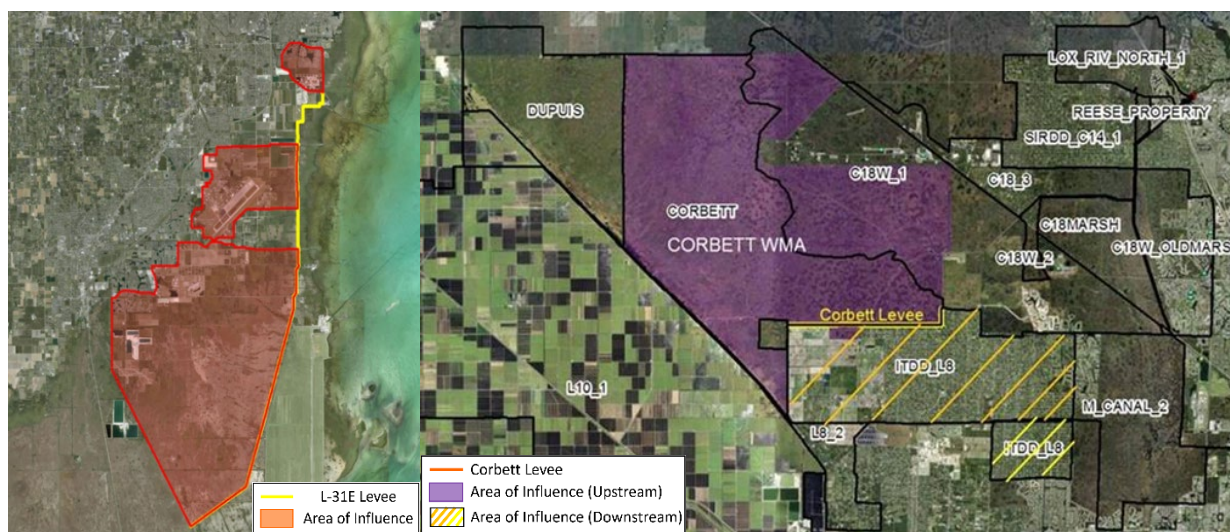 L-31E Levee
Area of Influence
LOX_RIV_NORTH_1
DUPUIS
REESE_PROPERTY
SIRDD_C14_1
C18W_1
C18_3
CORBETT
CORBETT WMA
C18MARSH
C18W_OLDMARS
C18W_2
Corbett Levee
ITDD_L8
L10_1
M_CANAL_2
L8_2
ITDD_L8
Corbett Levee
Area of Influence (Upstream)
Area of Influence (Downstream)